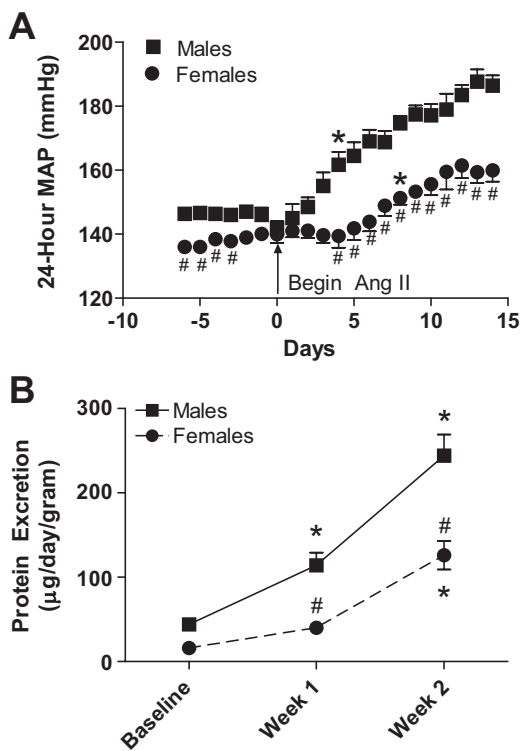 A
Males
Females
24-Hour MAP (mmHg)
200
180
160
140
120
*
*
# # # # # # # # # # # # # # #
Begin Ang II
-10 -5 0 5 10 15
Days
B
Males
Females
Protein Excretion
(µg/day/gram)
300
200
100
0
*
#
*
#
*
Baseline
Week 1
Week 2